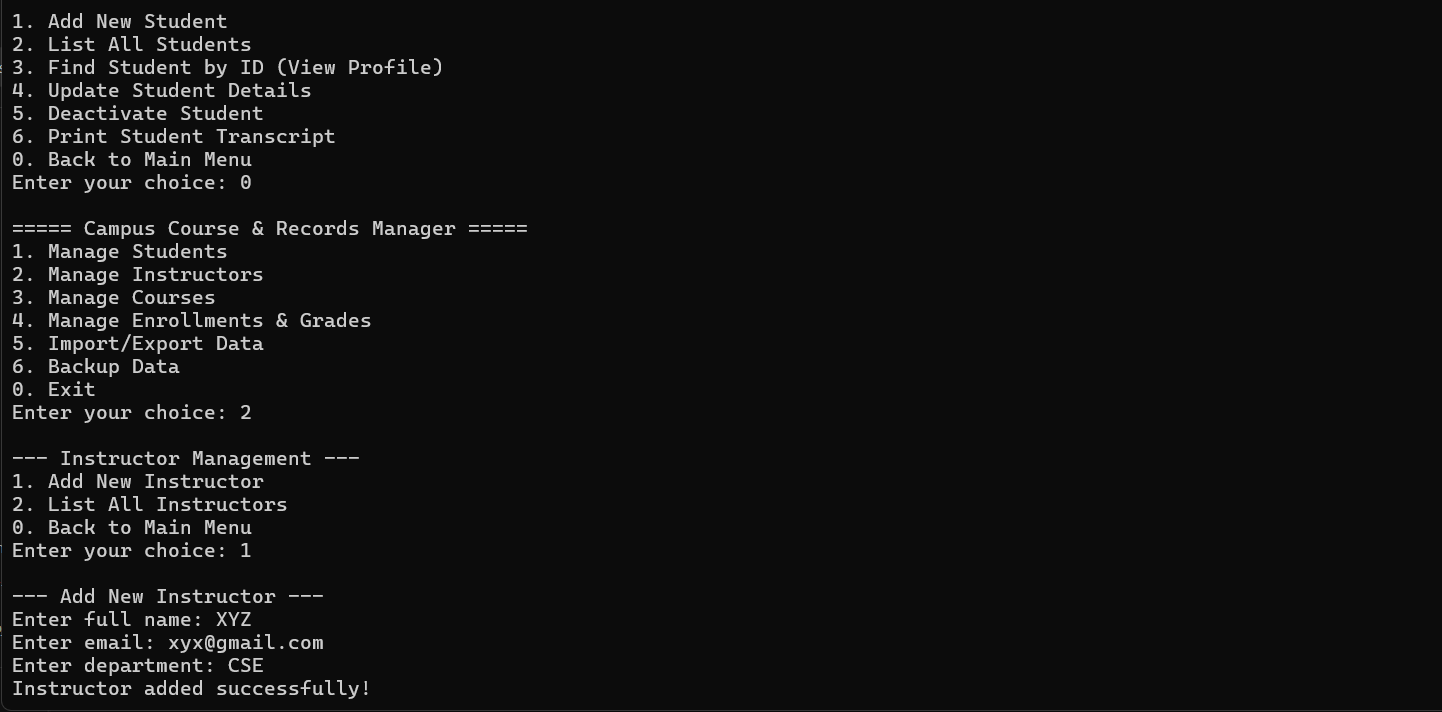 1. Add New Student
2. List All Students
3. Find Student by ID (View Profile)
4. Update Student Details
5. Deactivate Student
6. Print Student Transcript
0. Back to Main Menu
Enter your choice: 0
===== Campus Course & Records Manager =====
1. Manage Students
2. Manage Instructors
3. Manage Courses
4. Manage Enrollments & Grades
5. Import/Export Data
6. Backup Data
0. Exit
Enter your choice: 2
--- Instructor Management ---
1. Add New Instructor
2. List All Instructors
0. Back to Main Menu
Enter your choice: 1
--- Add New Instructor ---
Enter full name: XYZ
Enter email: xyx@gmail.com
Enter department: CSE
Instructor added successfully!